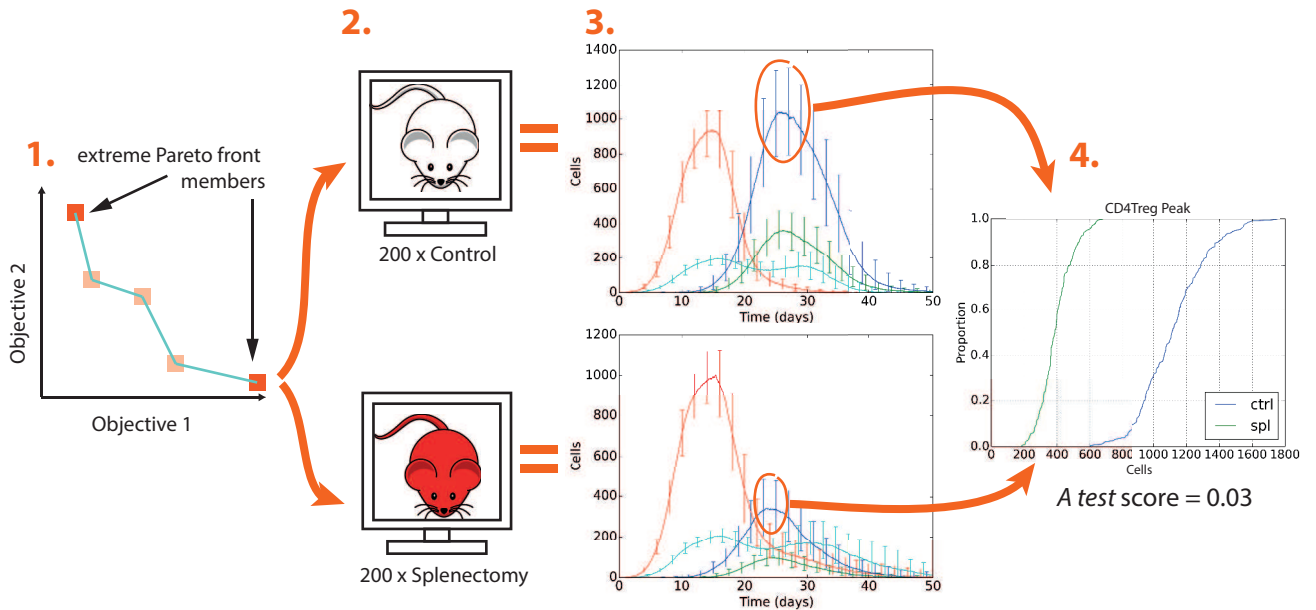 1.
extreme Pareto front
members
Objective 2
Objective 1
2.
200 x Control
200 x Splenectomy
3.
1400
1200
1000
800
600
400
200
0
Cells
0 10 20 30 40 50
Time (days)
1200
1000
800
600
400
200
0
Cells
0 10 20 30 40 50
Time (days)
4.
CD4Treg Peak
1.0
0.8
0.6
0.4
0.2
0.0
Proportion
ctrl
spl
0 200 400 600 800 1000 1200 1400 1600 1800
Cells
A test score = 0.03